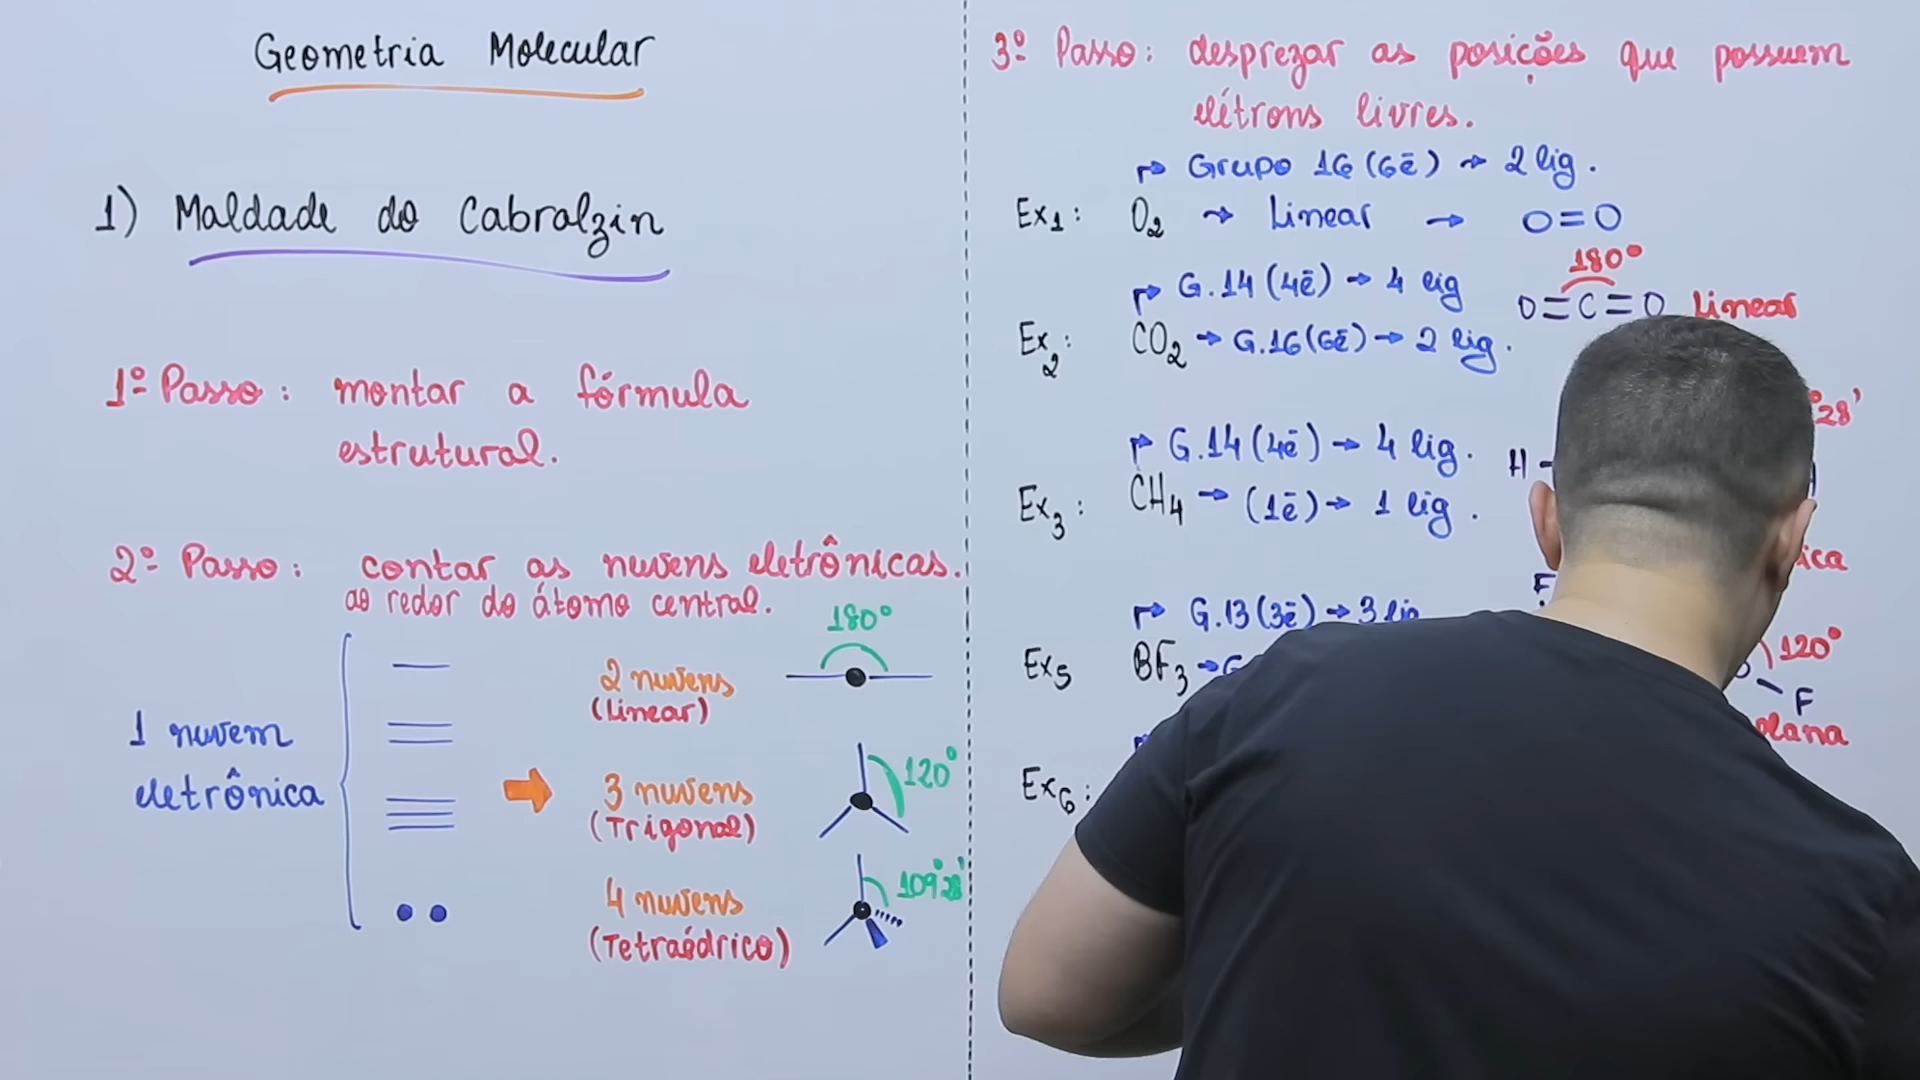 Geometria Molecular
1) Maldade do Cabralzin
1º Passo: montar a fórmula
estrutural.
2º Passo: contar as nuvens eletrônicas.
ao redor do átomo central.
1 nuvem
eletrônica
2 nuvens
(Linear)
180°
3 nuvens
(Trigonal)
120°
4 nuvens
(Tetraédrico)
109°28'
3º Passo: desprezar as posições que possuem
elétrons livres.
Grupo 16 (6ē) → 2 lig.
Ex1: O2 → Linear → O=O
G.14 (4ē) → 4 lig
180°
O=C=O Linear
Ex2: CO2 → G.16(6ē) → 2 lig.
G.14 (4ē) → 4 lig.
°28'
H-
Ex3: CH4 → (1ē) → 1 lig.
G.13 (3ē) → 3 lig
F
Ex5 BF3 → G
120°
F
plana
Ex6: